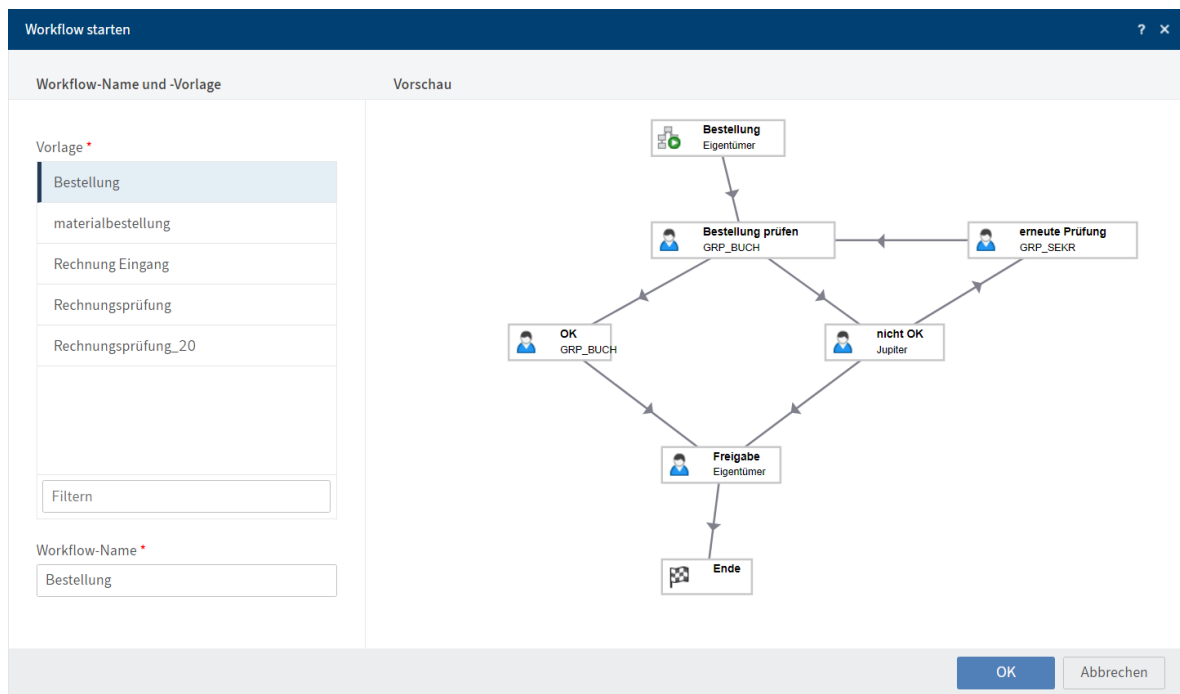 Workflow starten
? ×
Workflow-Name und -Vorlage
Vorschau
Vorlage *
Bestellung
materialbestellung
Rechnung Eingang
Rechnungsprüfung
Rechnungsprüfung_20
Filtern
Workflow-Name *
Bestellung
Bestellung
Eigentümer
Bestellung prüfen
GRP_BUCH
erneute Prüfung
GRP_SEKR
OK
GRP_BUCH
nicht OK
Jupiter
Freigabe
Eigentümer
Ende
OK
Abbrechen